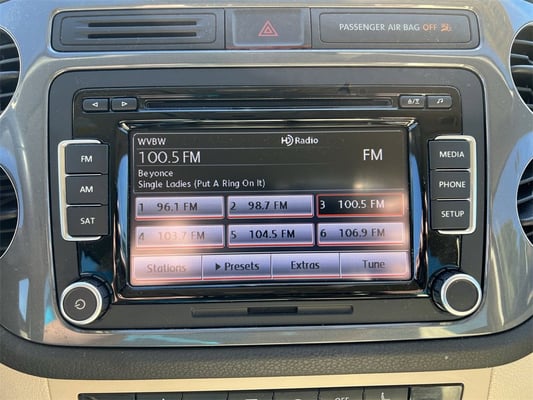 PASSENGER AIR BAG OFF
WVBW
HD Radio
100.5 FM
FM
Beyonce
Single Ladies (Put A Ring On It)
1 96.1 FM
2 98.7 FM
3 100.5 FM
4 103.7 FM
5 104.5 FM
6 106.9 FM
Stations
Presets
Extras
Tune
FM
AM
SAT
MEDIA
PHONE
SETUP
OFF